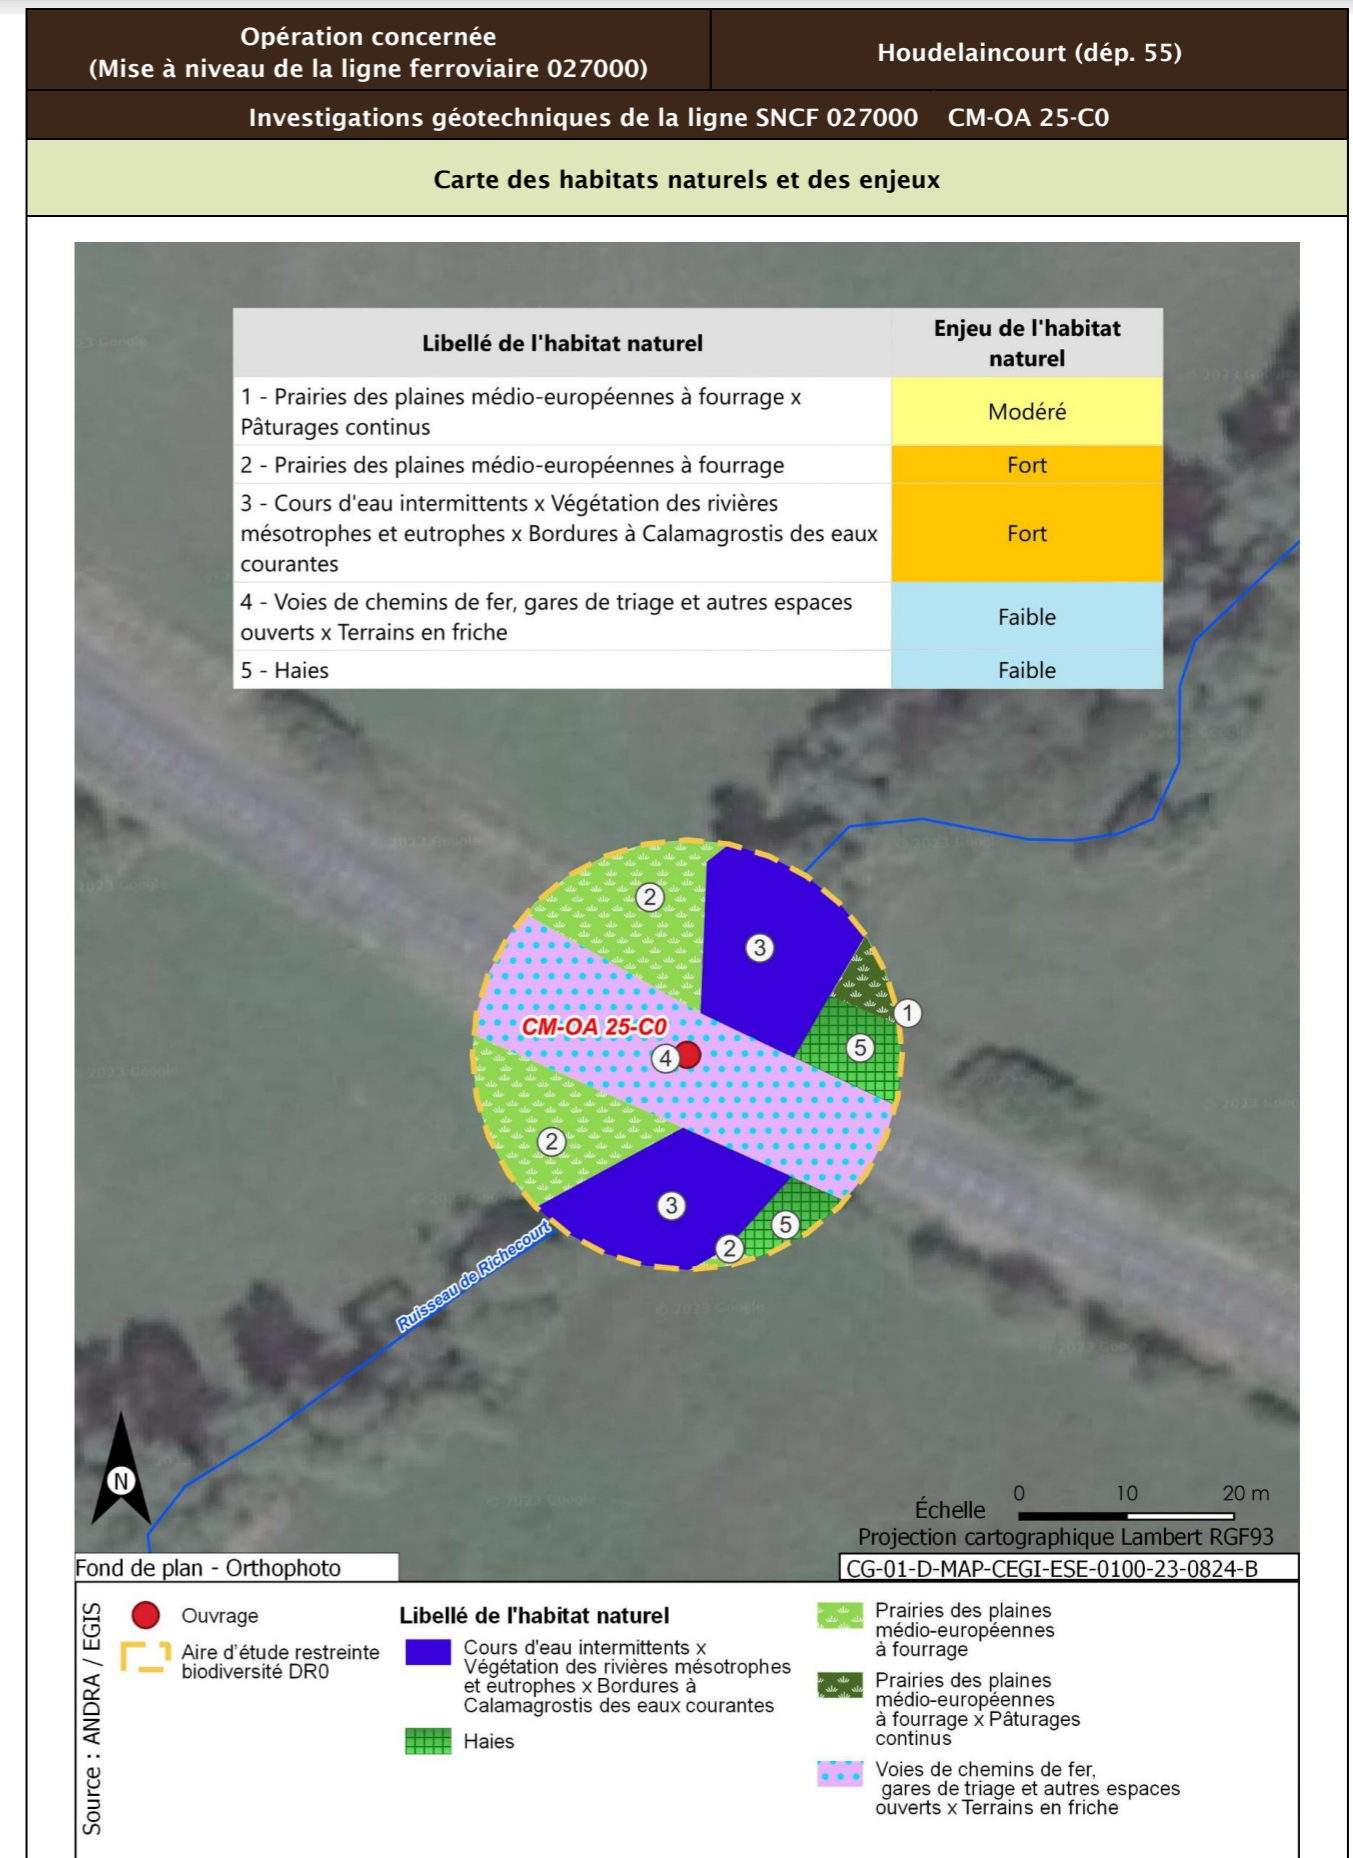 Opération concernée
(Mise à niveau de la ligne ferroviaire 027000)
Houdelaincourt (dép. 55)
Investigations géotechniques de la ligne SNCF 027000 CM-OA 25-C0
Carte des habitats naturels et des enjeux
Libellé de l'habitat naturel
Enjeu de l'habitat
naturel
1 - Prairies des plaines médio-européennes à fourrage x
Pâturages continus
Modéré
2 - Prairies des plaines médio-européennes à fourrage
Fort
3 - Cours d'eau intermittents x Végétation des rivières
mésotrophes et eutrophes x Bordures à Calamagrostis des eaux
courantes
Fort
4 - Voies de chemins de fer, gares de triage et autres espaces
ouverts x Terrains en friche
Faible
5 - Haies
Faible
2
3
1
CM-OA 25-C0
4
5
2
3
5
2
Ruisseau de Richecourt
© 2023 Google
N
0 10 20 m
Échelle
Projection cartographique Lambert RGF93
Fond de plan - Orthophoto
CG-01-D-MAP-CEGI-ESE-0100-23-0824-B
Source : ANDRA / EGIS
Ouvrage
Aire d'étude restreinte
biodiversité DR0
Libellé de l'habitat naturel
Cours d'eau intermittents x
Végétation des rivières mésotrophes
et eutrophes x Bordures à
Calamagrostis des eaux courantes
Haies
Prairies des plaines
médio-européennes
à fourrage
Prairies des plaines
médio-européennes
à fourrage x Pâturages
continus
Voies de chemins de fer,
gares de triage et autres espaces
ouverts x Terrains en friche